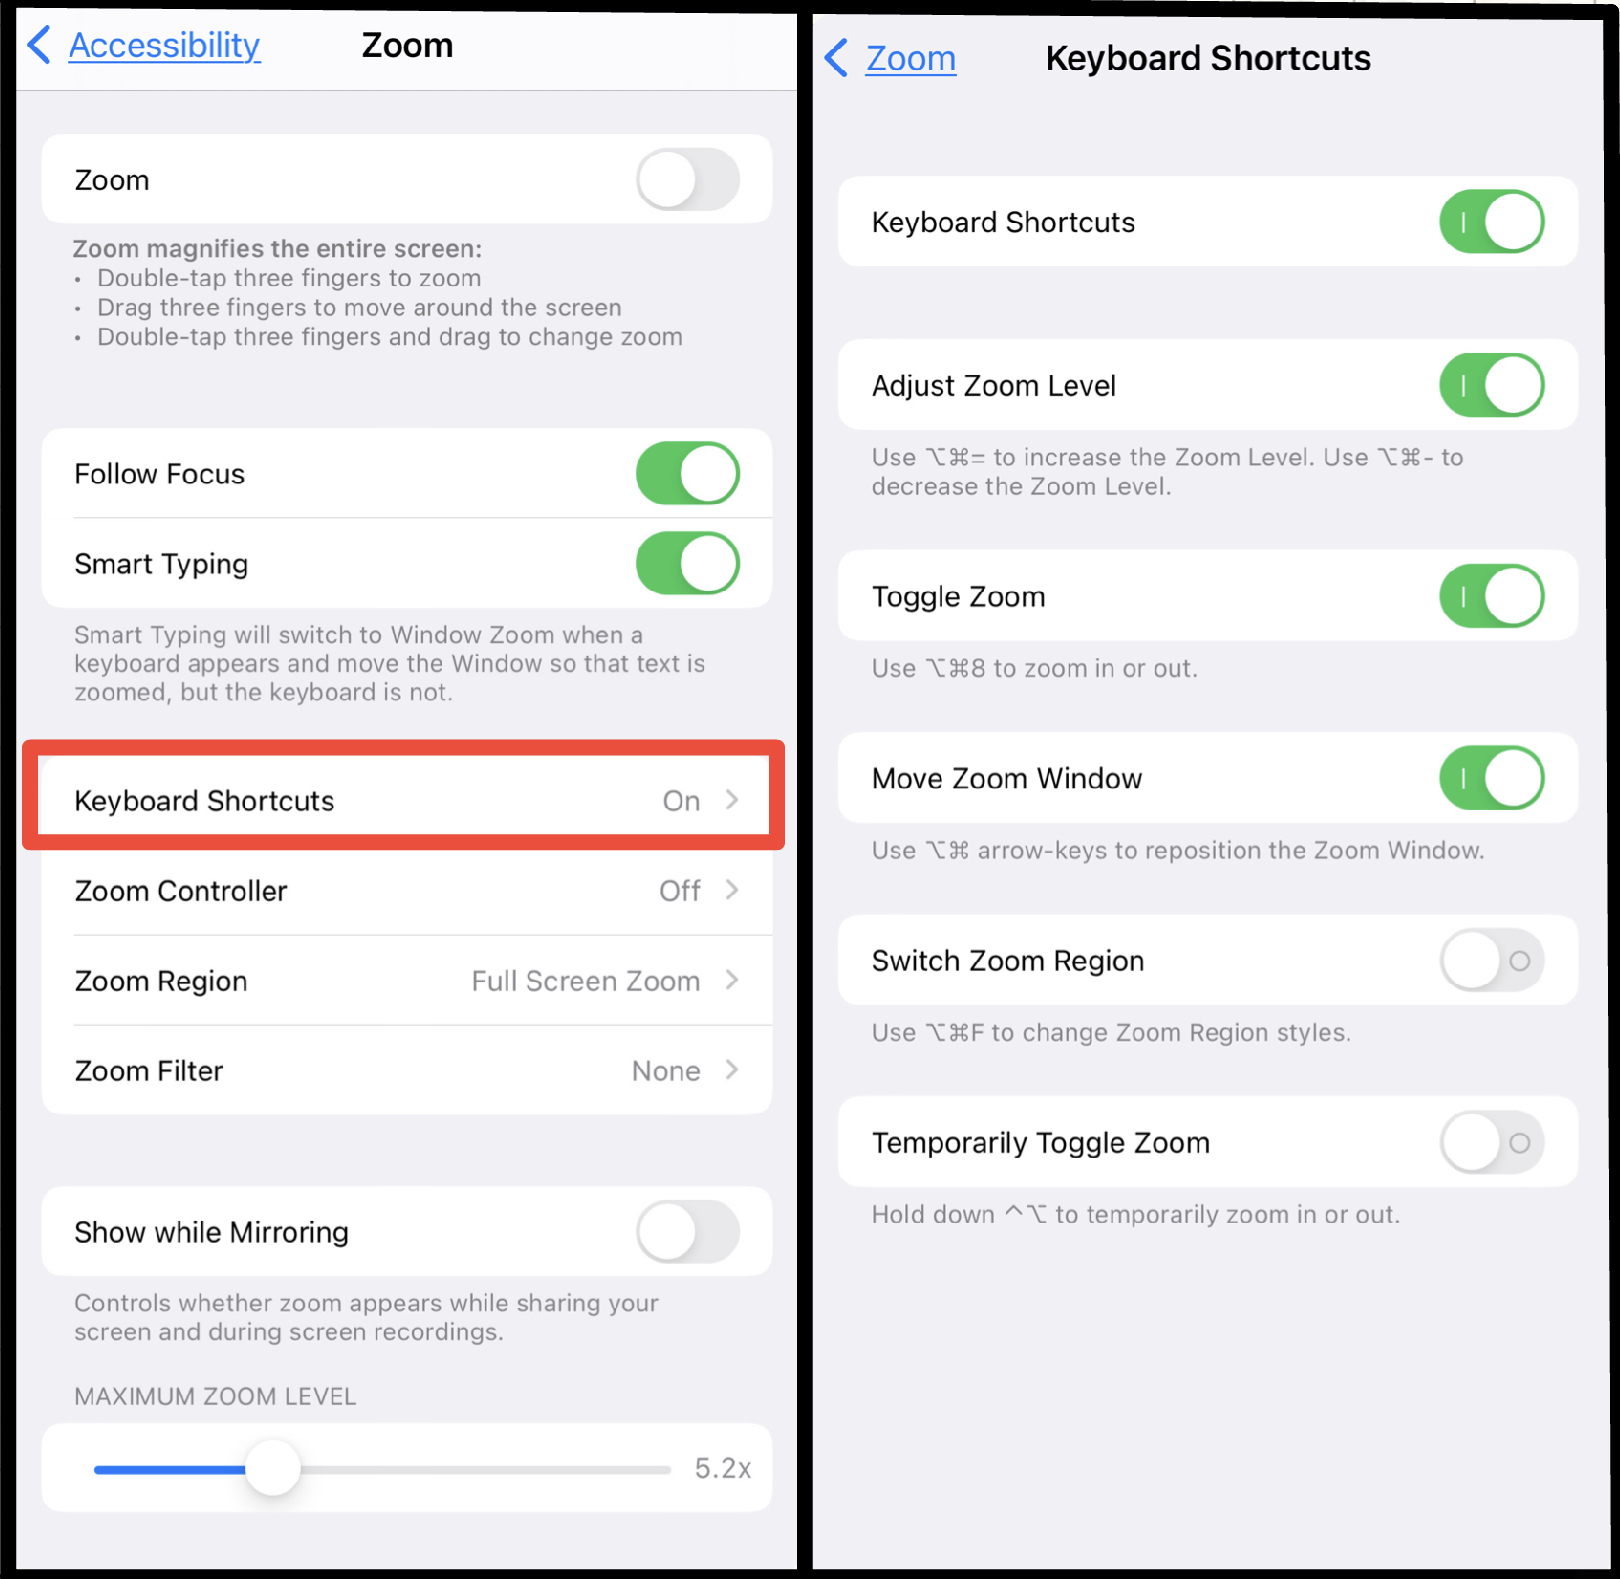 Accessibility
Zoom
Zoom
Zoom magnifies the entire screen:
• Double-tap three fingers to zoom
• Drag three fingers to move around the screen
• Double-tap three fingers and drag to change zoom
Follow Focus
Smart Typing
Smart Typing will switch to Window Zoom when a
keyboard appears and move the Window so that text is
zoomed, but the keyboard is not.
Keyboard Shortcuts On
Zoom Controller Off
Zoom Region Full Screen Zoom
Zoom Filter None
Show while Mirroring
Controls whether zoom appears while sharing your
screen and during screen recordings.
MAXIMUM ZOOM LEVEL
5.2x
Zoom
Keyboard Shortcuts
Keyboard Shortcuts
Adjust Zoom Level
Use ⌥⌘= to increase the Zoom Level. Use ⌥⌘- to
decrease the Zoom Level.
Toggle Zoom
Use ⌥⌘8 to zoom in or out.
Move Zoom Window
Use ⌥⌘ arrow-keys to reposition the Zoom Window.
Switch Zoom Region
Use ⌥⌘F to change Zoom Region styles.
Temporarily Toggle Zoom
Hold down ^⌥ to temporarily zoom in or out.